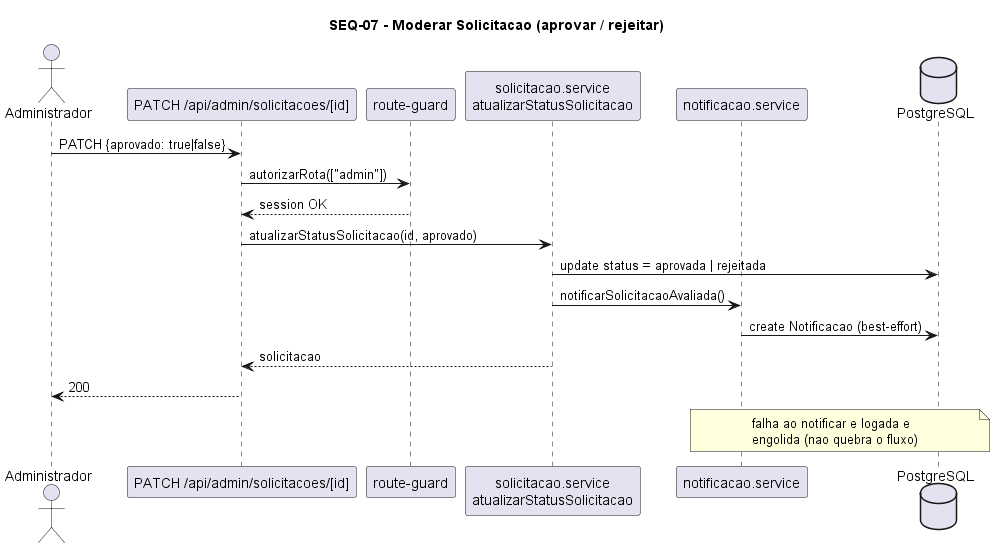 SEQ-07 - Moderar Solicitacao (aprovar / rejeitar)
Administrador
PATCH /api/admin/solicitacoes/[id]
route-guard
solicitacao.service
atualizarStatusSolicitacao
notificacao.service
PostgreSQL
PATCH {aprovado: true|false}
autorizarRota(["admin"])
session OK
atualizarStatusSolicitacao(id, aprovado)
update status = aprovada | rejeitada
notificarSolicitacaoAvaliada()
create Notificacao (best-effort)
solicitacao
200
falha ao notificar e logada e
engolida (nao quebra o fluxo)
Administrador
PATCH /api/admin/solicitacoes/[id]
route-guard
solicitacao.service
atualizarStatusSolicitacao
notificacao.service
PostgreSQL